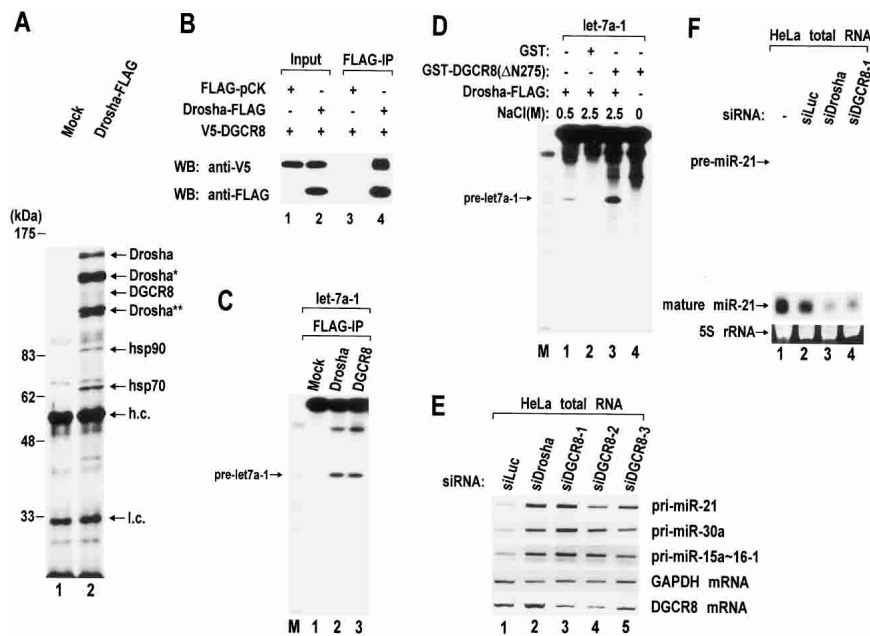 A
Mock
Drosha-FLAG
(kDa)
175
83
62
48
33
Drosha
Drosha*
DGCR8
Drosha**
hsp90
hsp70
h.c.
l.c.
1 2
B
Input FLAG-IP
FLAG-pCK + - + -
Drosha-FLAG - + - +
V5-DGCR8 + + + +
WB: anti-V5
WB: anti-FLAG
1 2 3 4
C
let-7a-1
FLAG-IP
Mock
Drosha
DGCR8
pre-let7a-1
M 1 2 3
D
let-7a-1
GST: - + - -
GST-DGCR8(ΔN275): - - + +
Drosha-FLAG: + + + -
NaCl(M): 0.5 2.5 2.5 0
pre-let7a-1
M 1 2 3 4
E
HeLa total RNA
siRNA:
siLuc
siDrosha
siDGCR8-1
siDGCR8-2
siDGCR8-3
pri-miR-21
pri-miR-30a
pri-miR-15a~16-1
GAPDH mRNA
DGCR8 mRNA
1 2 3 4 5
F
HeLa total RNA
siRNA:
-
siLuc
siDrosha
siDGCR8-1
pre-miR-21
mature miR-21
5S rRNA
1 2 3 4